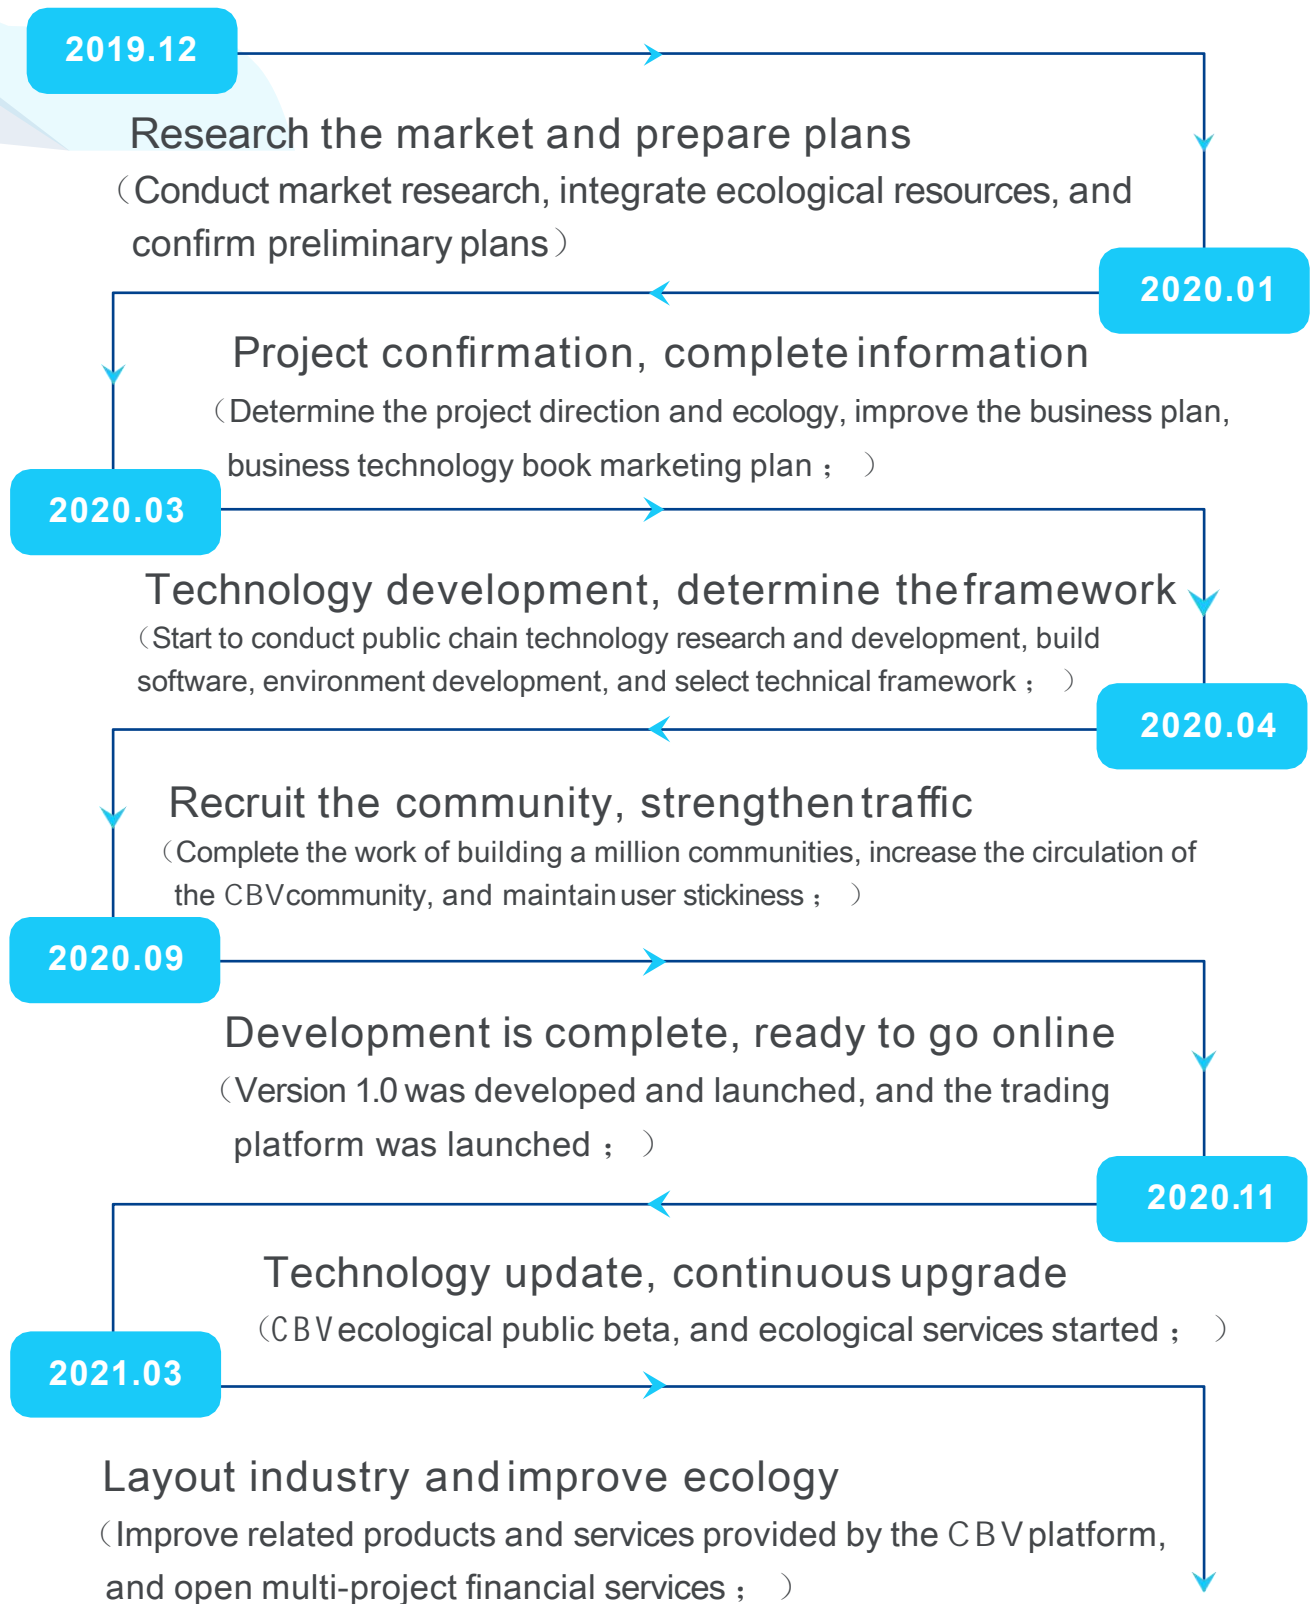 2019.12
Research the market and prepare plans
（Conduct market research, integrate ecological resources, and
confirm preliminary plans）
2020.01
Project confirmation, complete information
（Determine the project direction and ecology, improve the business plan,
business technology book marketing plan ；）
2020.03
Technology development, determine theframework
（Start to conduct public chain technology research and development, build
software, environment development, and select technical framework ；）
2020.04
Recruit the community, strengthen traffic
（Complete the work of building a million communities, increase the circulation of
the CBV community, and maintain user stickiness ；）
2020.09
Development is complete, ready to go online
（Version 1.0 was developed and launched, and the trading
platform was launched ；）
2020.11
Technology update, continuous upgrade
（CBV ecological public beta, and ecological services started ；）
2021.03
Layout industry and improve ecology
（Improve related products and services provided by the CBV platform,
and open multi-project financial services ；）